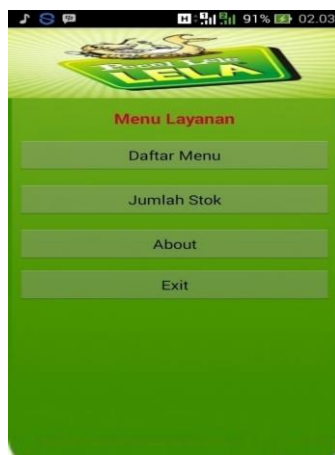 H 91% 02.03
Pecel Lele
LELA
Menu Layanan
Daftar Menu
Jumlah Stok
About
Exit